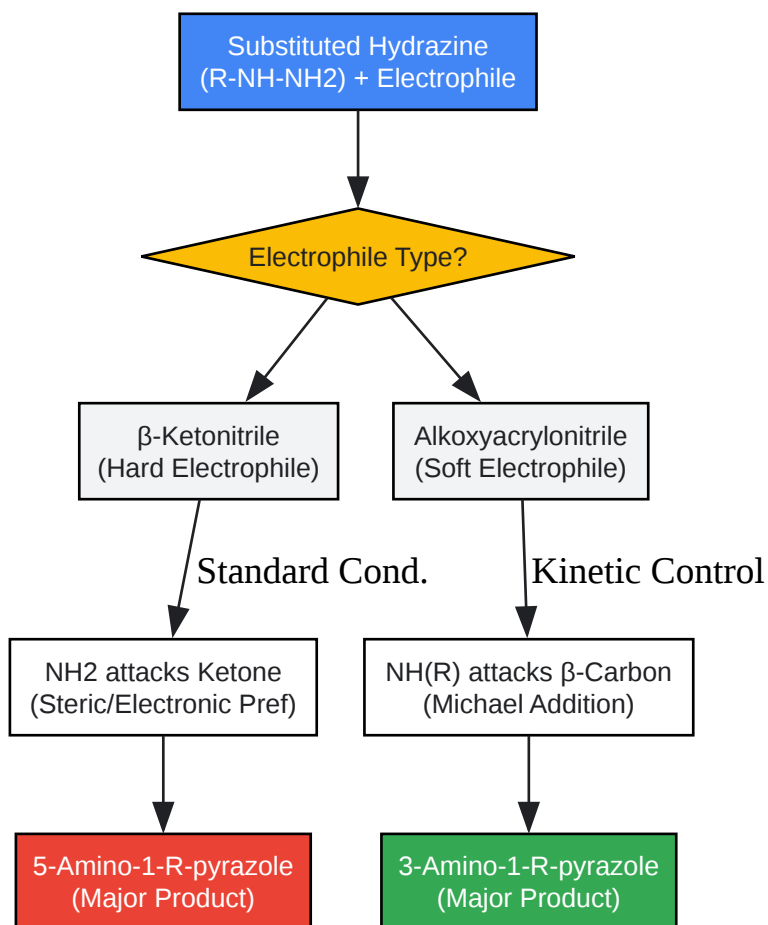 Substituted Hydrazine
(R-NH-NH2) + Electrophile
Electrophile Type?
β-Ketonitrile
(Hard Electrophile)
Alkoxyacrylonitrile
(Soft Electrophile)
Standard Cond.
Kinetic Control
NH2 attacks Ketone
(Steric/Electronic Pref)
NH(R) attacks β-Carbon
(Michael Addition)
5-Amino-1-R-pyrazole
(Major Product)
3-Amino-1-R-pyrazole
(Major Product)